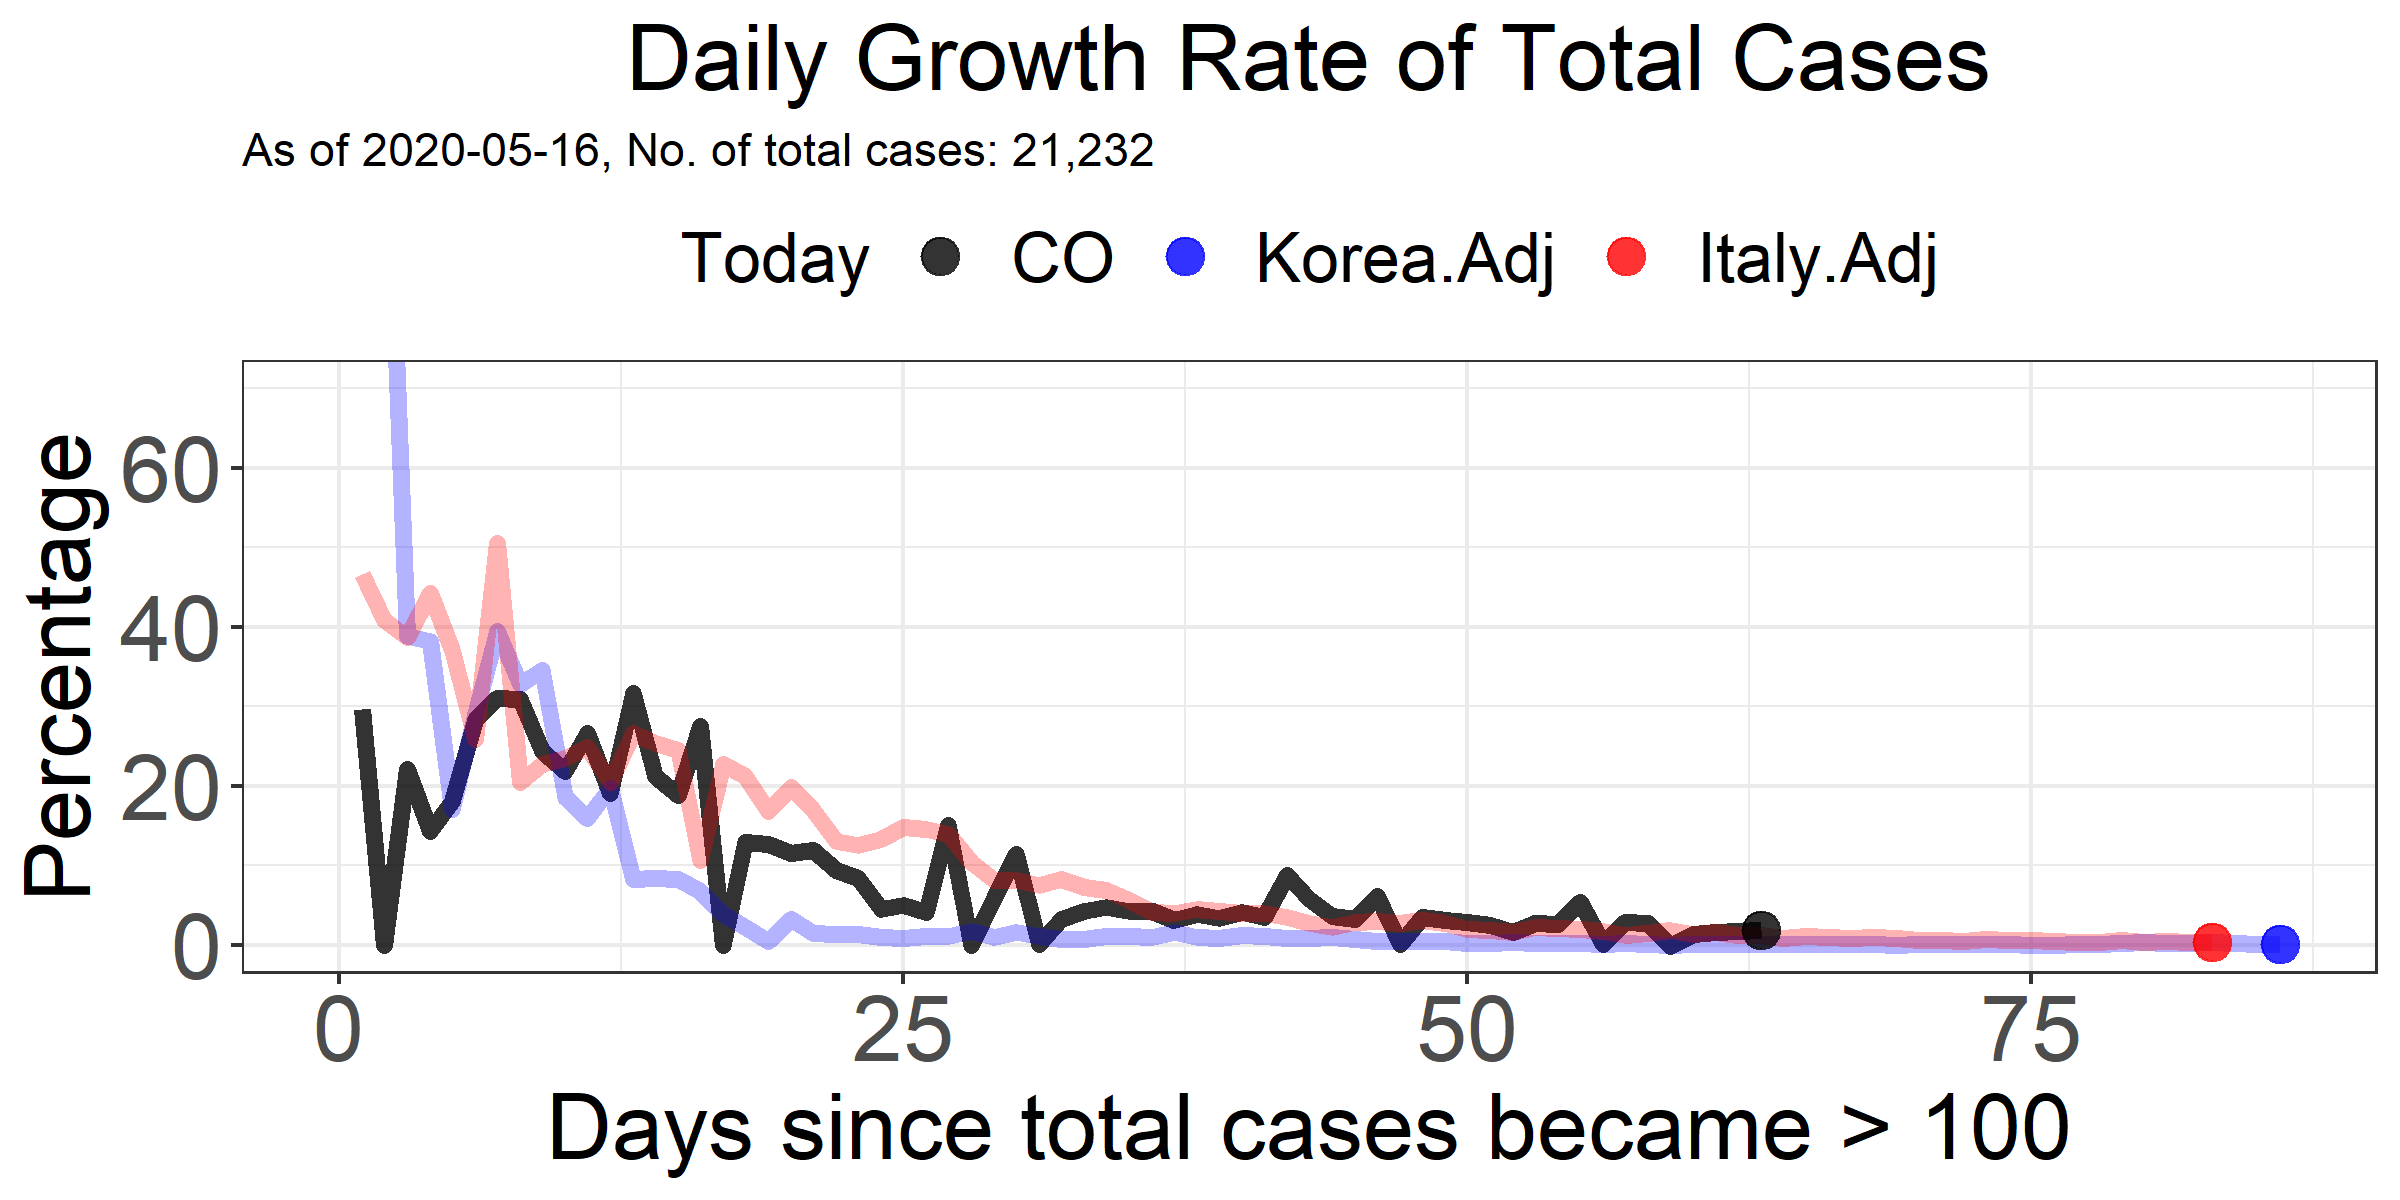 Daily Growth Rate of Total Cases
As of 2020-05-16, No. of total cases: 21,232
Today CO Korea.Adj Italy.Adj
Percentage
60
40
20
0
0 25 50 75
Days since total cases became > 100